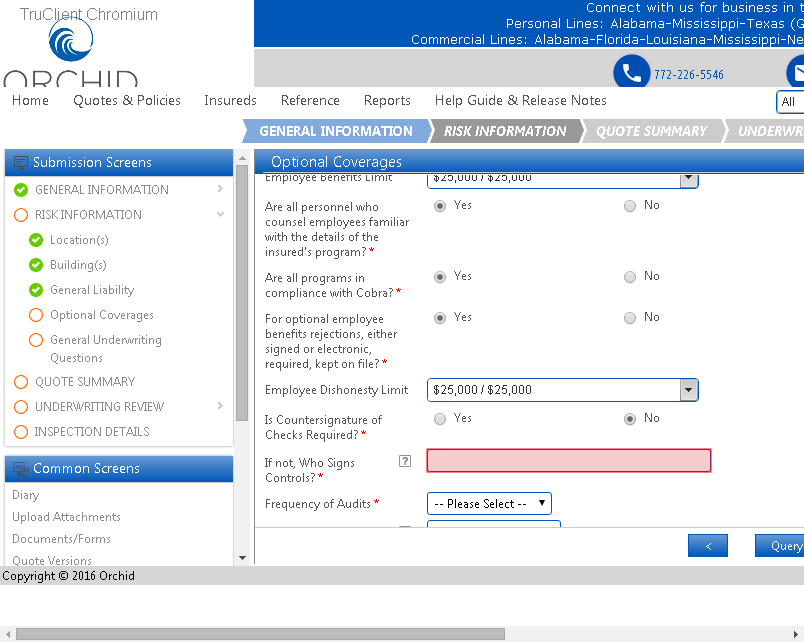 TruClient Chromium
ORCHID
Connect with us for business in t
Personal Lines: Alabama-Mississippi-Texas (G
Commercial Lines: Alabama-Florida-Louisiana-Mississippi-Ne
772-226-5546
Home Quotes & Policies Insureds Reference Reports Help Guide & Release Notes All
GENERAL INFORMATION RISK INFORMATION QUOTE SUMMARY UNDERWR
Submission Screens
GENERAL INFORMATION
RISK INFORMATION
Location(s)
Building(s)
General Liability
Optional Coverages
General Underwriting
Questions
QUOTE SUMMARY
UNDERWRITING REVIEW
INSPECTION DETAILS
Common Screens
Diary
Upload Attachments
Documents/Forms
Quote Versions
Optional Coverages
Employee Benefits Limit $25,000 / $25,000
Are all personnel who Yes No
counsel employees familiar
with the details of the
insured's program? *
Are all programs in Yes No
compliance with Cobra? *
For optional employee Yes No
benefits rejections, either
signed or electronic,
required, kept on file? *
Employee Dishonesty Limit $25,000 / $25,000
Is Countersignature of Yes No
Checks Required? *
If not, Who Signs ?
Controls? *
Frequency of Audits * -- Please Select --
< Query
Copyright © 2016 Orchid